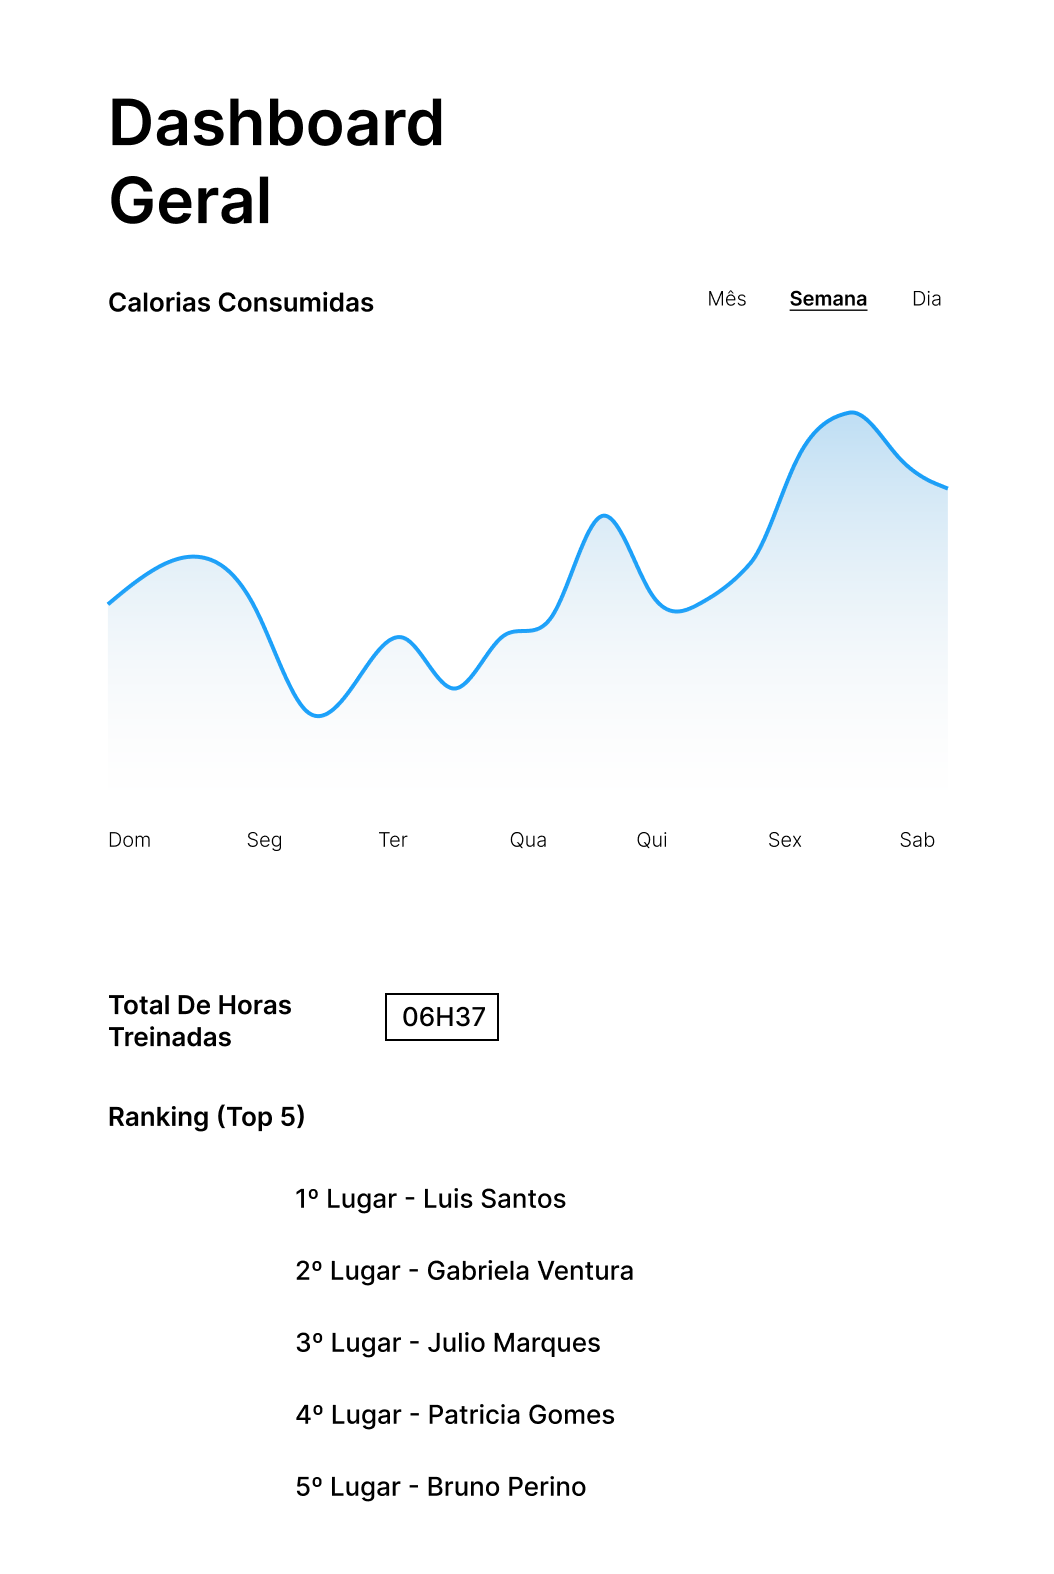 Dashboard
Geral
Calorias Consumidas
Mês Semana Dia
Dom Seg Ter Qua Qui Sex Sab
Total De Horas
Treinadas
06H37
Ranking (Top 5)
1º Lugar - Luis Santos
2º Lugar - Gabriela Ventura
3º Lugar - Julio Marques
4º Lugar - Patricia Gomes
5º Lugar - Bruno Perino